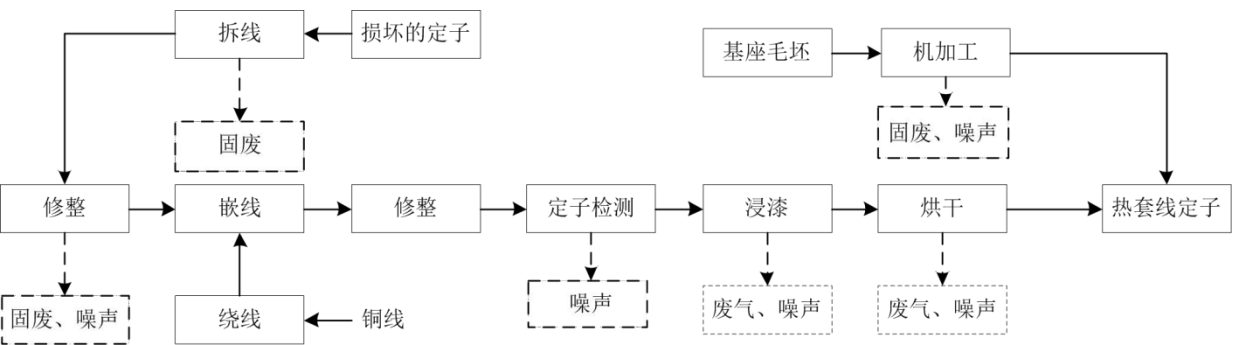 拆线
损坏的定子
基座毛坯
机加工
固废
固废、噪声
修整
嵌线
修整
定子检测
浸漆
烘干
热套线定子
固废、噪声
绕线
铜线
噪声
废气、噪声
废气、噪声